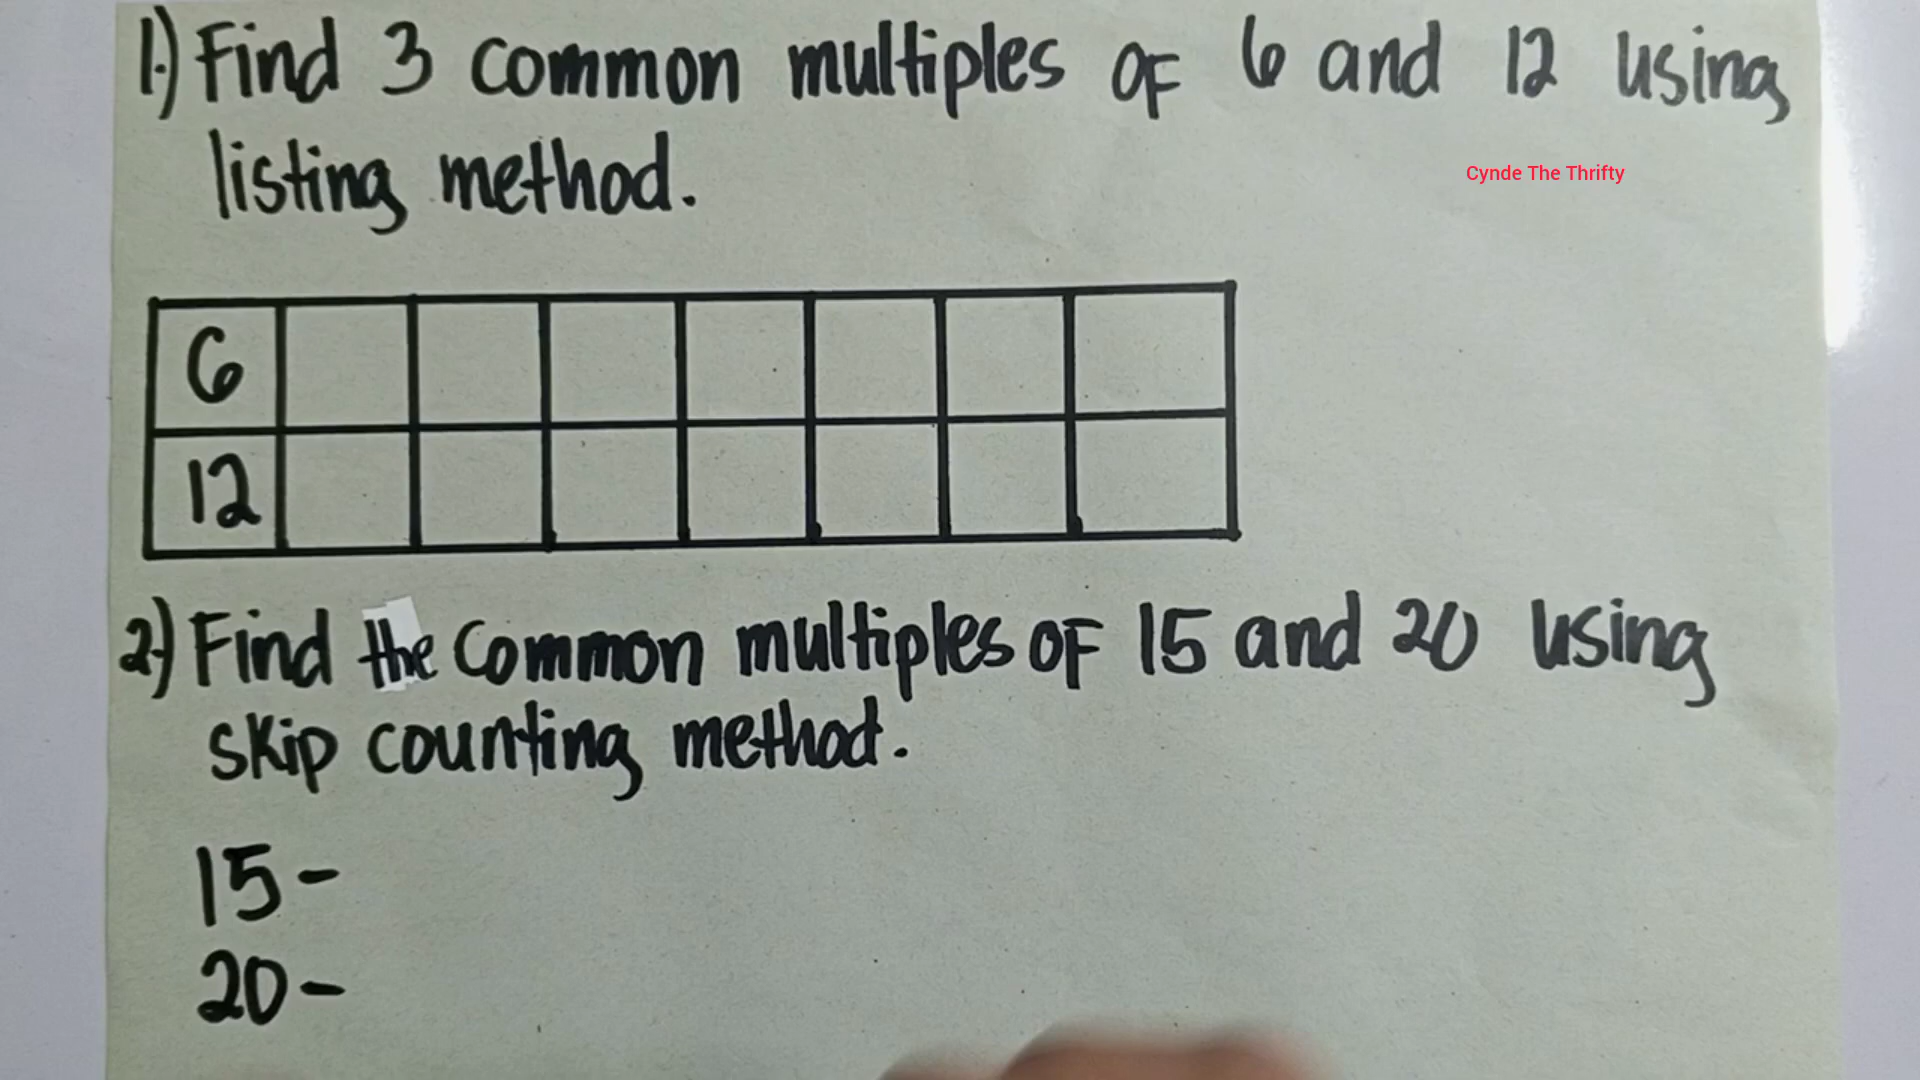 1.) Find 3 common multiples OF 6 and 12 using
listing method.
Cynde The Thrifty
6
12
2.) Find the Common multiples OF 15 and 20 using
skip counting method.
15-
20-